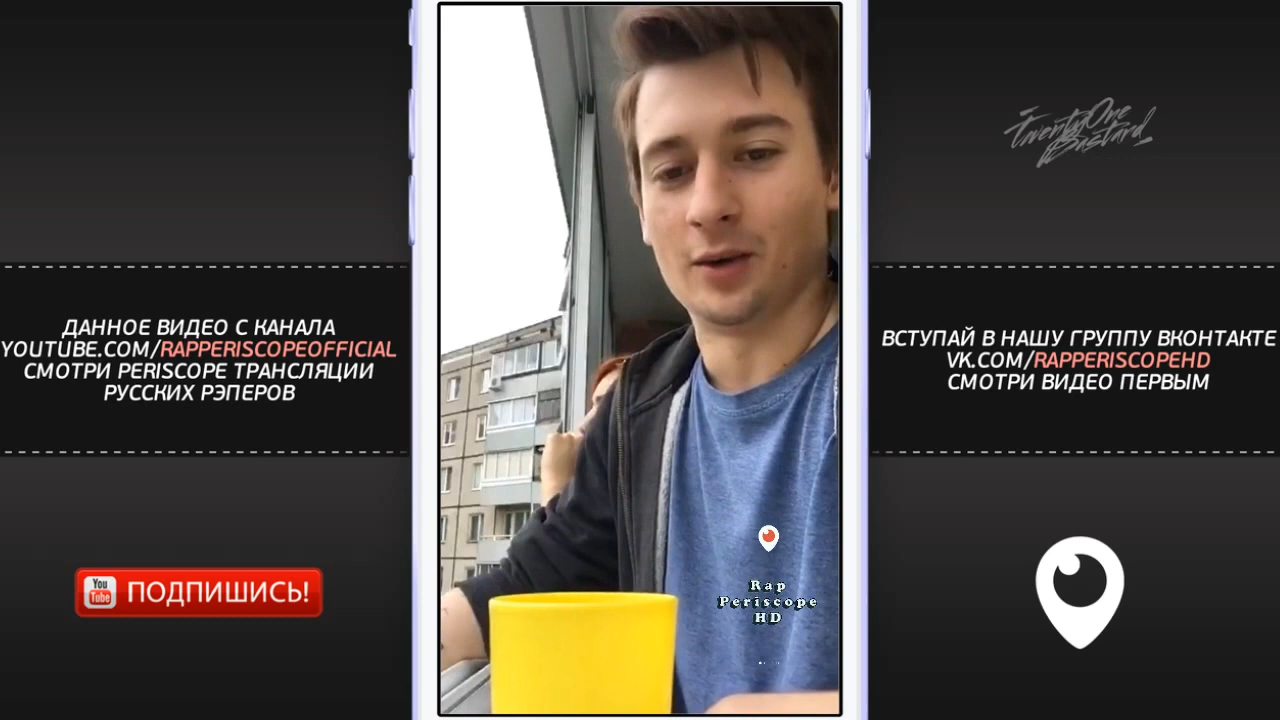 ДАННОЕ ВИДЕО С КАНАЛА
YOUTUBE.COM/RAPPERISCOPEOFFICIAL
СМОТРИ PERISCOPE ТРАНСЛЯЦИИ
РУССКИХ РЭПЕРОВ
You
Tube
ПОДПИШИСЬ!
Rap
Periscope
HD
TwentyOne
Bastard
ВСТУПАЙ В НАШУ ГРУППУ ВКОНТАКТЕ
VK.COM/RAPPERISCOPEHD
СМОТРИ ВИДЕО ПЕРВЫМ